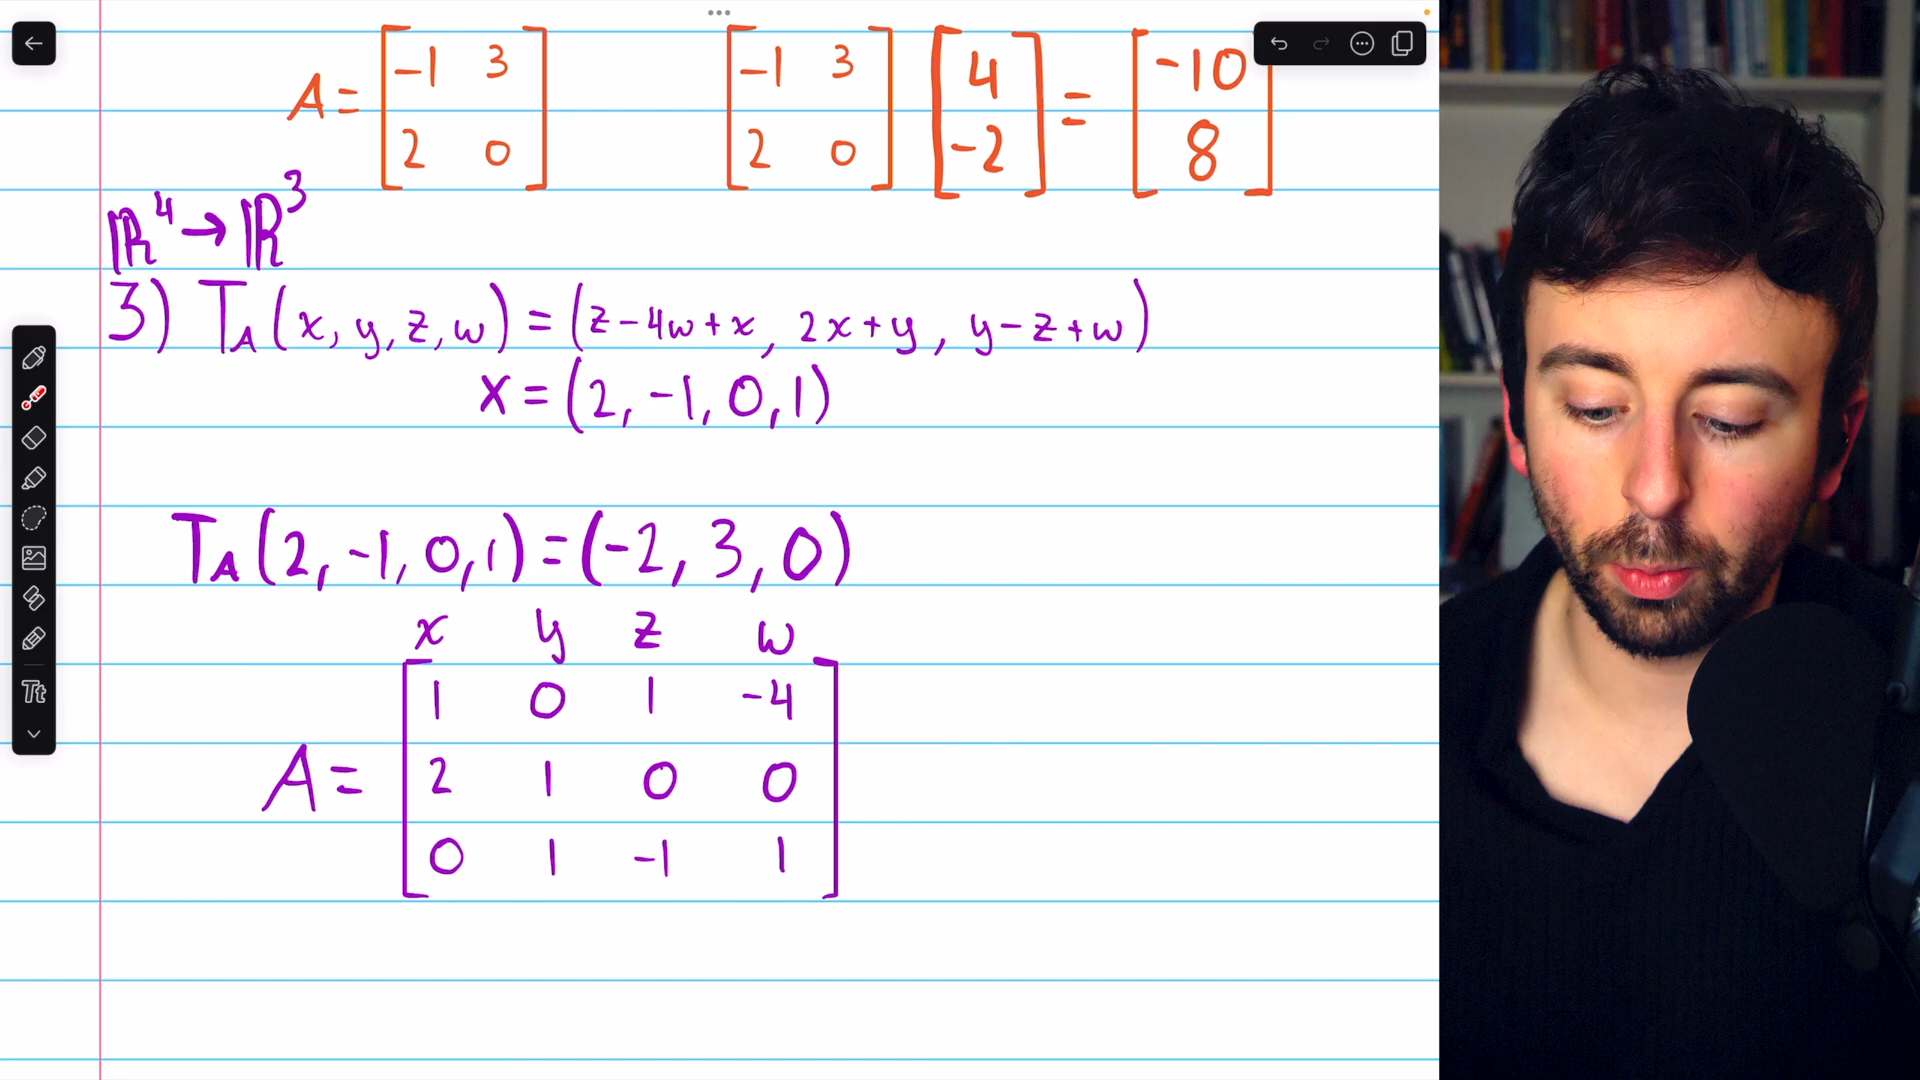 A = [-1 3; 2 0]   [-1 3; 2 0] [4; -2] = [-10; 8]
ℝ⁴ → ℝ³
3) T_A(x, y, z, w) = (z - 4w + x, 2x + y, y - z + w)
x = (2, -1, 0, 1)
T_A(2, -1, 0, 1) = (-2, 3, 0)
x y z w
1 0 1 -4
A = 2 1 0 0
0 1 -1 1
Tt